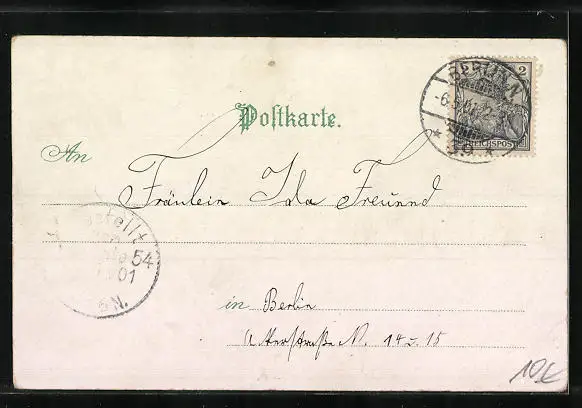 Postkarte.
2
BERLIN
REICHSPOST
An
Fräulein Ida Freund
54
01
N.
in Berlin
N. 14 u. 15
10€